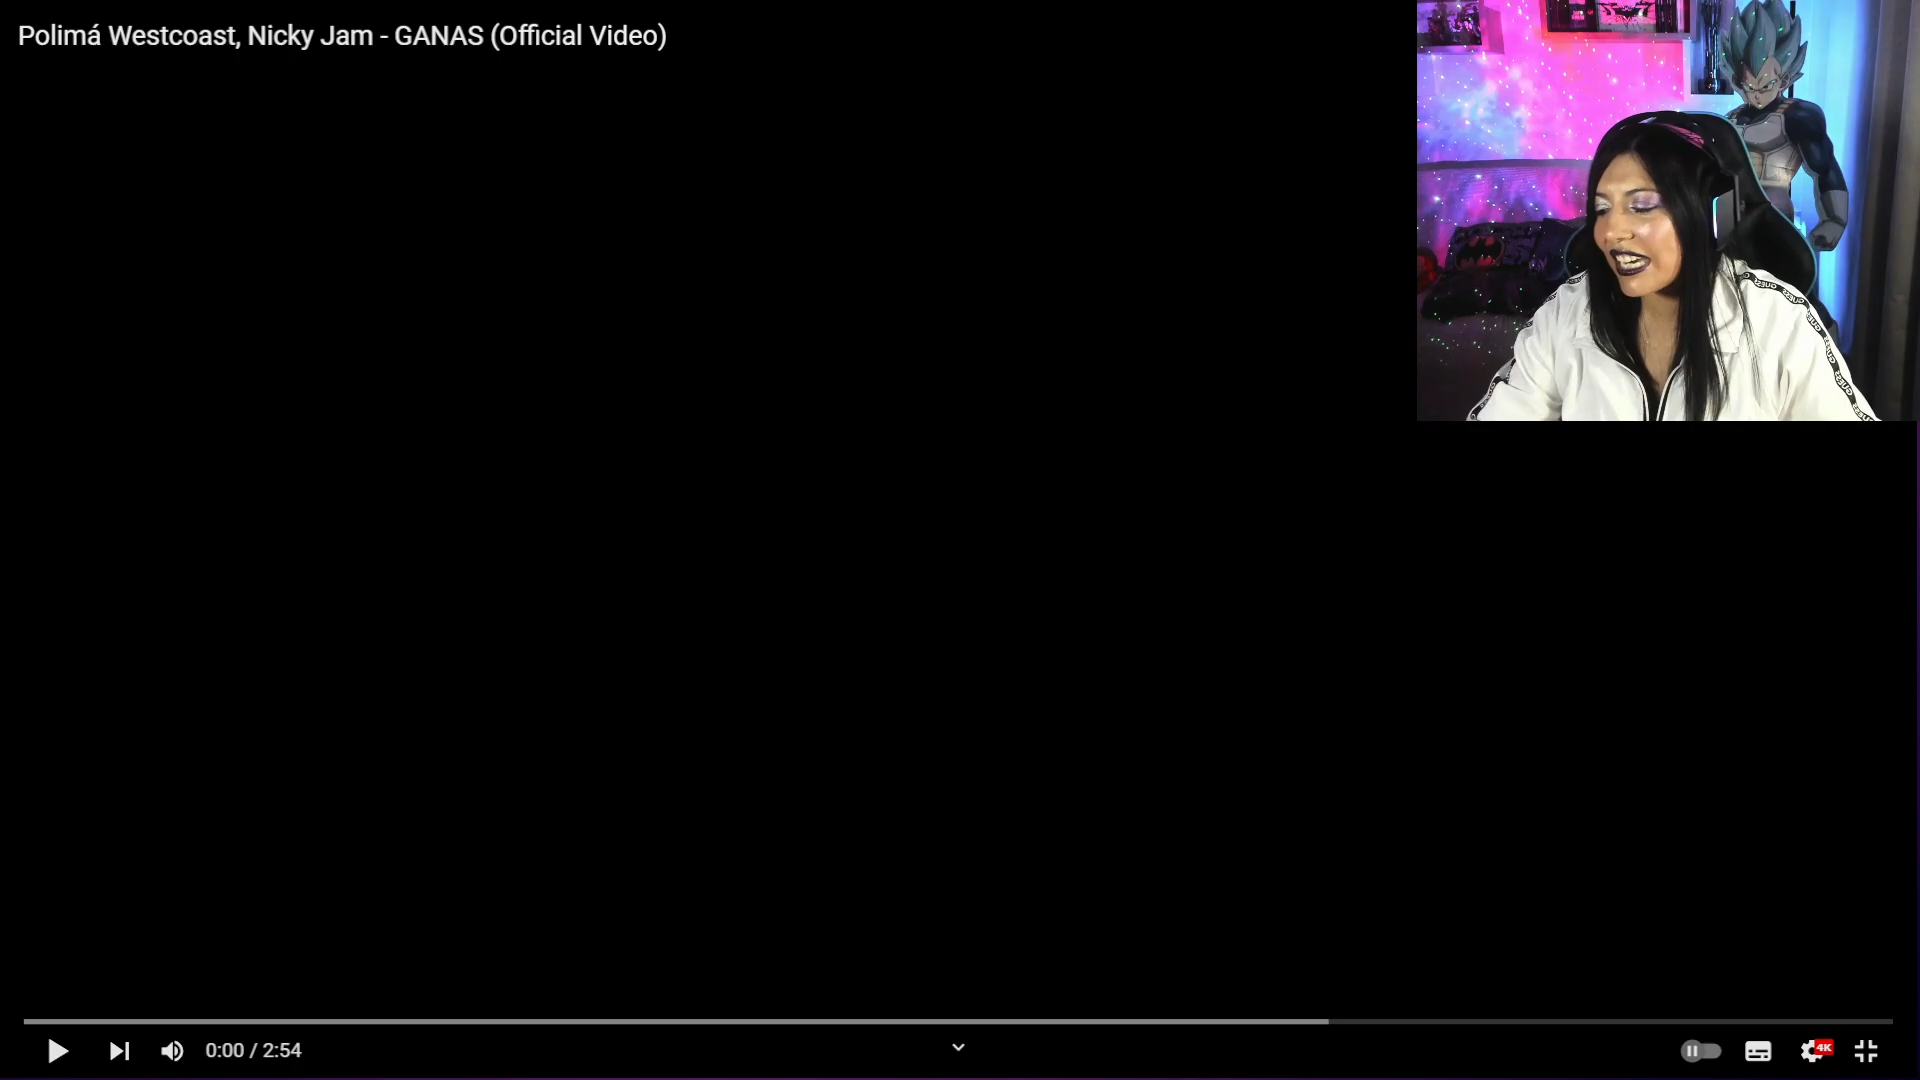 Polimá Westcoast, Nicky Jam - GANAS (Official Video)
0:00 / 2:54
4K